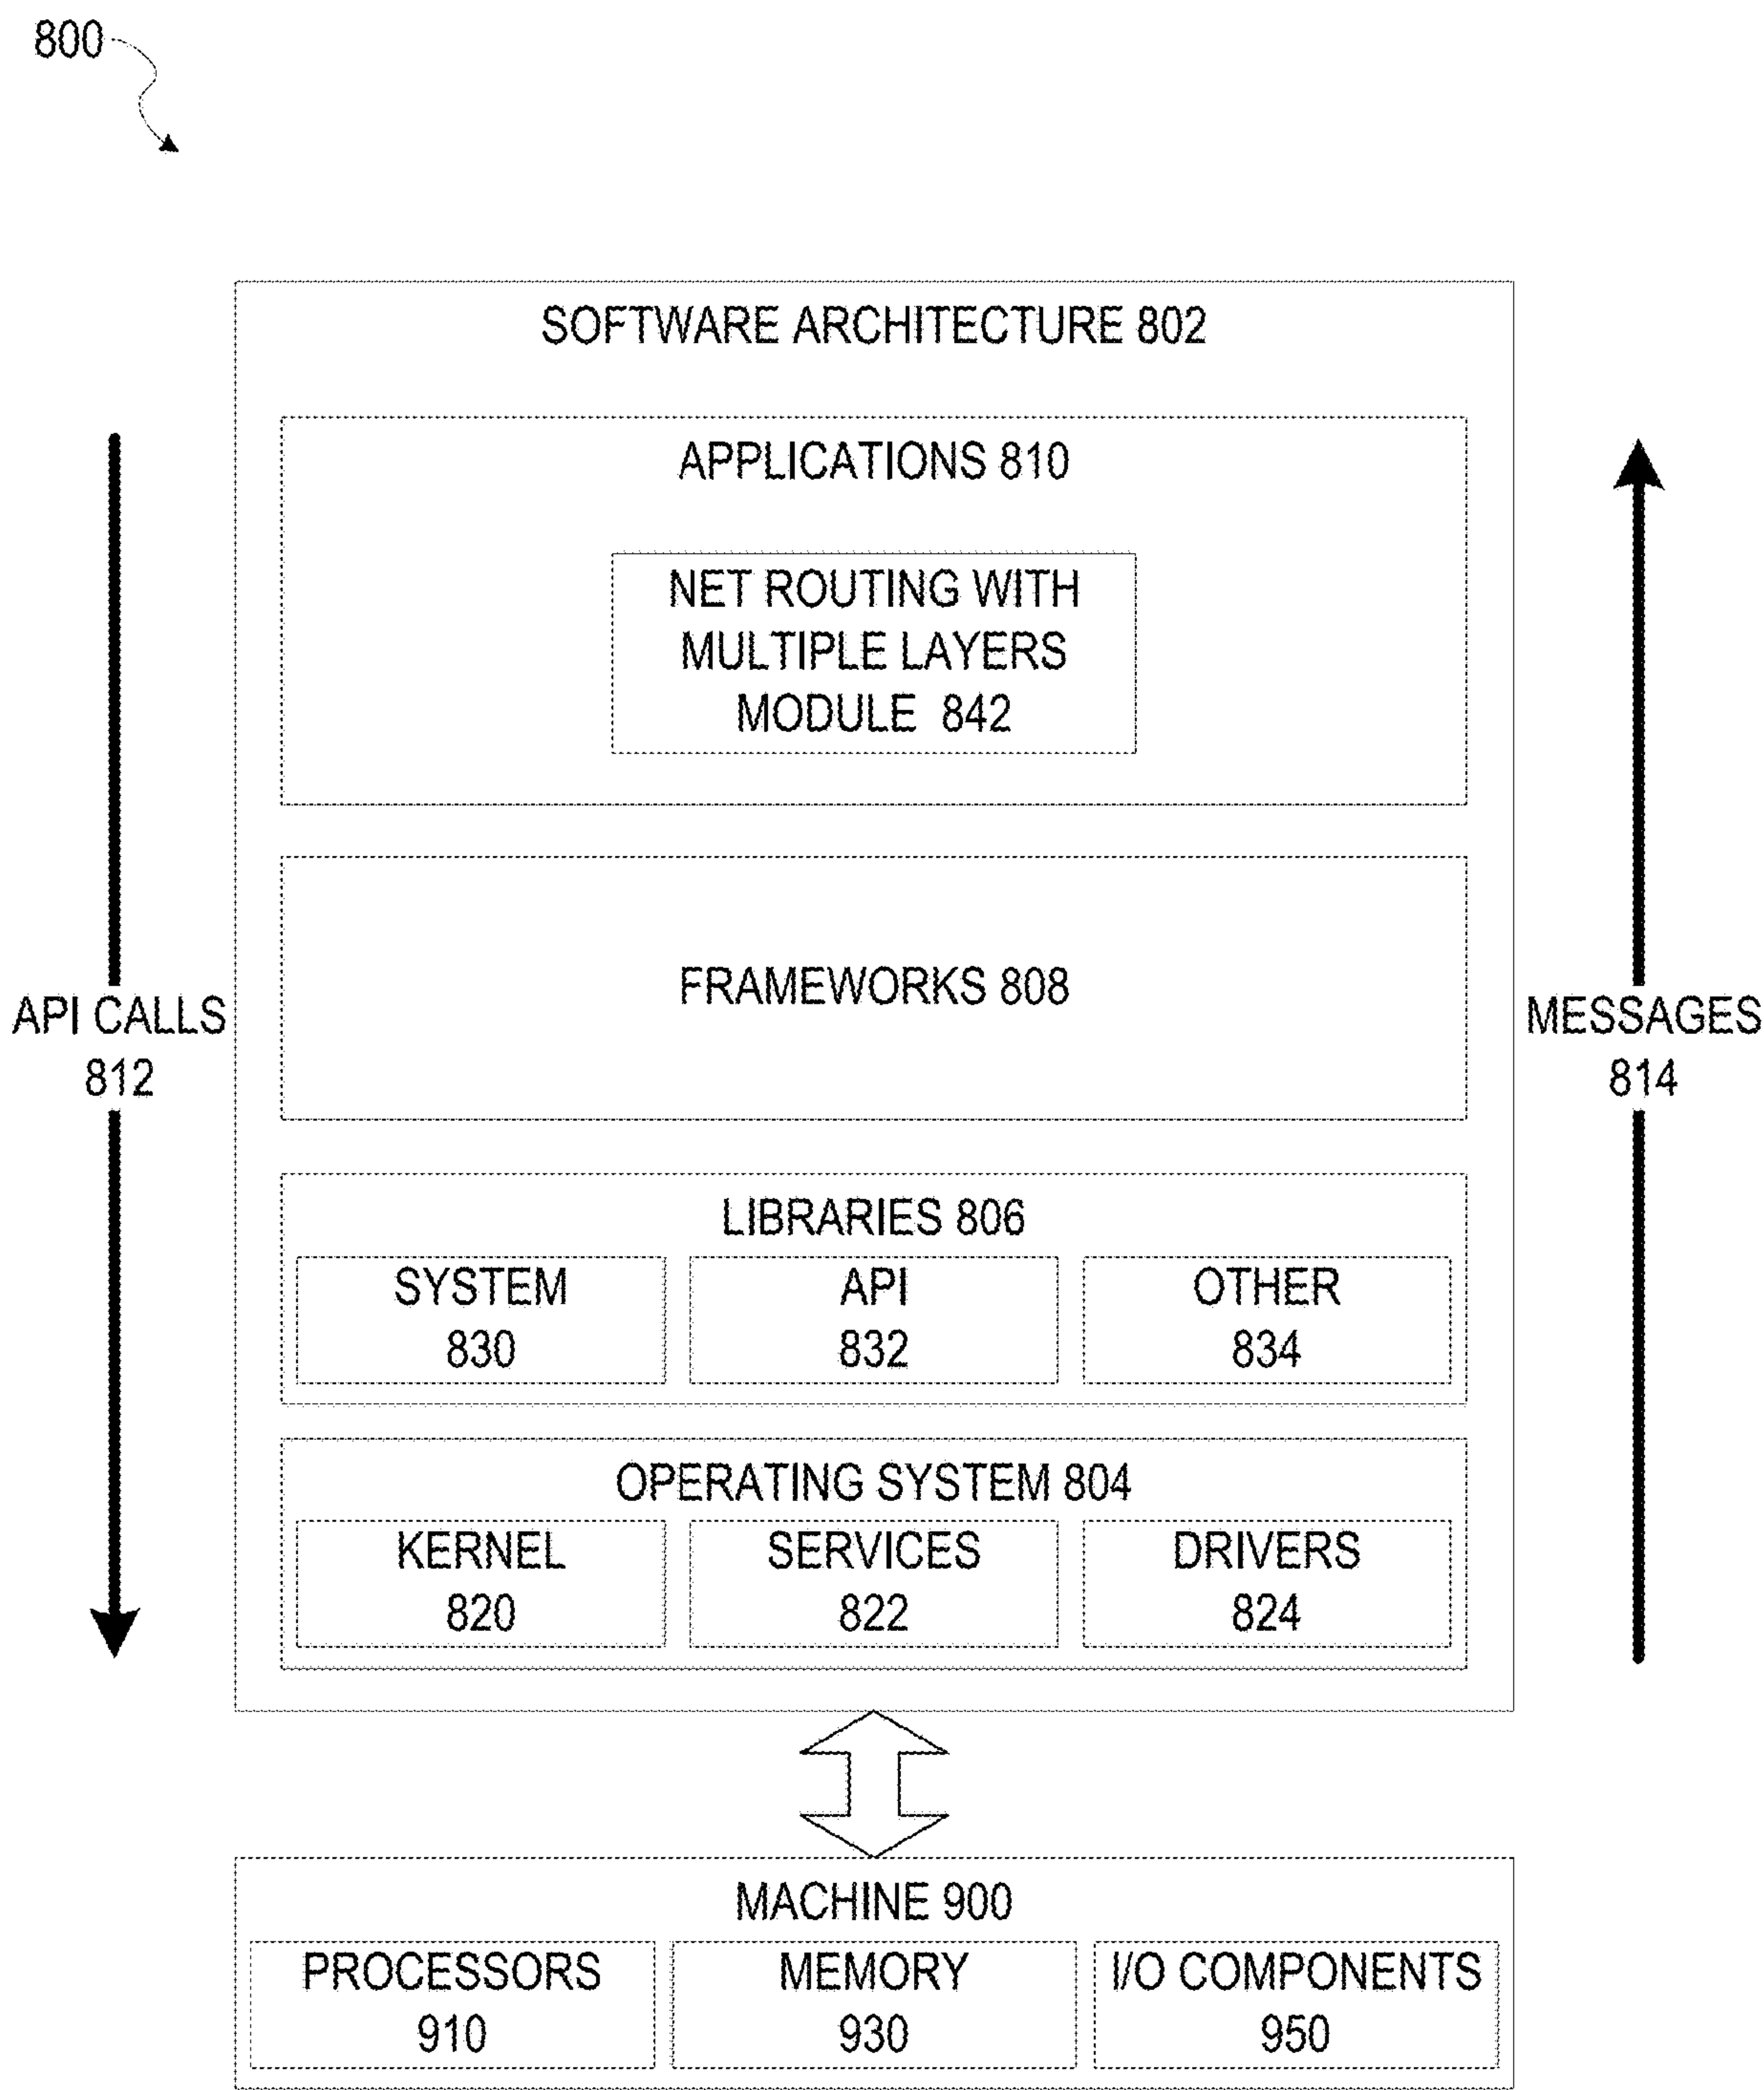 800
SOFTWARE ARCHITECTURE 802
APPLICATIONS 810
NET ROUTING WITH
MULTIPLE LAYERS
MODULE 842
FRAMEWORKS 808
API CALLS
812
MESSAGES
814
LIBRARIES 806
SYSTEM
830
API
832
OTHER
834
OPERATING SYSTEM 804
KERNEL
820
SERVICES
822
DRIVERS
824
MACHINE 900
PROCESSORS
910
MEMORY
930
I/O COMPONENTS
950